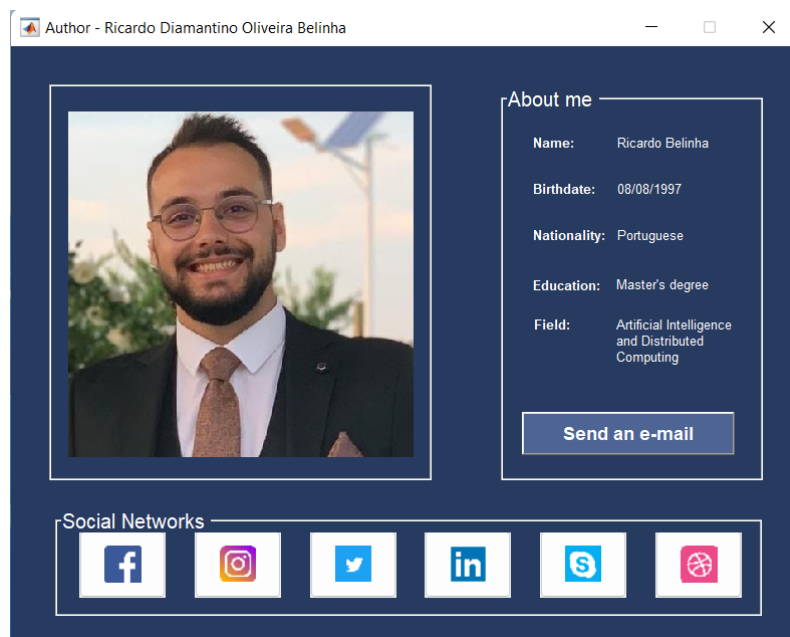 Author - Ricardo Diamantino Oliveira Belinha
About me
Name: Ricardo Belinha
Birthdate: 08/08/1997
Nationality: Portuguese
Education: Master's degree
Field: Artificial Intelligence
and Distributed
Computing
Send an e-mail
Social Networks
f
in
S